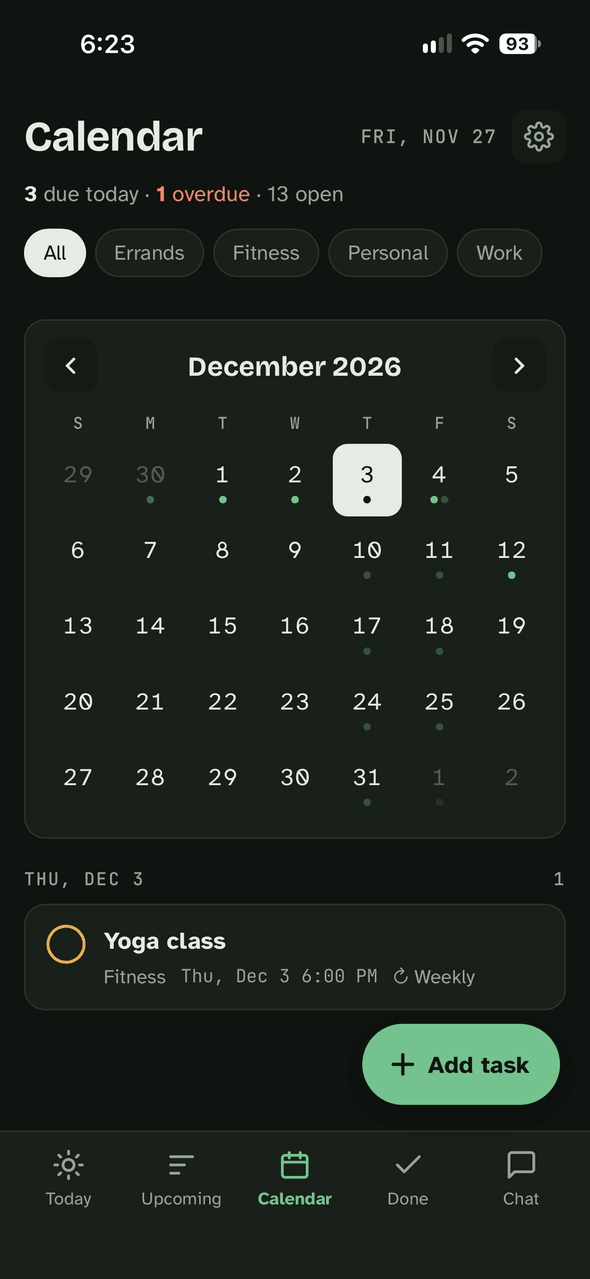 6:23
93
Calendar
FRI, NOV 27
3 due today · 1 overdue · 13 open
All Errands Fitness Personal Work
December 2026
S M T W T F S
29 30 1 2 3 4 5
6 7 8 9 10 11 12
13 14 15 16 17 18 19
20 21 22 23 24 25 26
27 28 29 30 31 1 2
THU, DEC 3 1
Yoga class
Fitness Thu, Dec 3 6:00 PM Weekly
+ Add task
Today Upcoming Calendar Done Chat